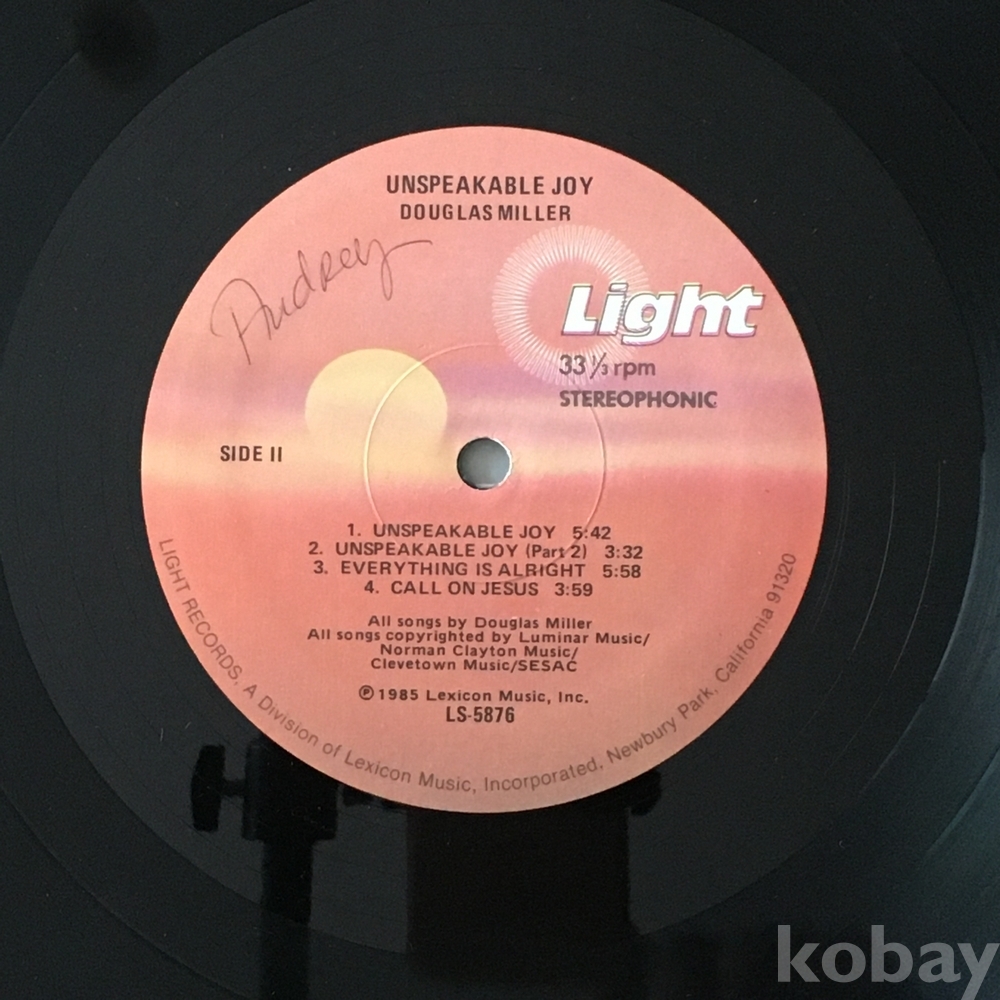 UNSPEAKABLE JOY
DOUGLAS MILLER
Audrey
Light
33 1/3 rpm
STEREOPHONIC
SIDE II
1. UNSPEAKABLE JOY 5:42
2. UNSPEAKABLE JOY (Part 2) 3:32
3. EVERYTHING IS ALRIGHT 5:58
4. CALL ON JESUS 3:59
All songs by Douglas Miller
All songs copyrighted by Luminar Music/
Norman Clayton Music/
Clevetown Music/SESAC
℗ 1985 Lexicon Music, Inc.
LS-5876
LIGHT RECORDS, A Division of Lexicon Music, Incorporated, Newbury Park, California 91320
kobay